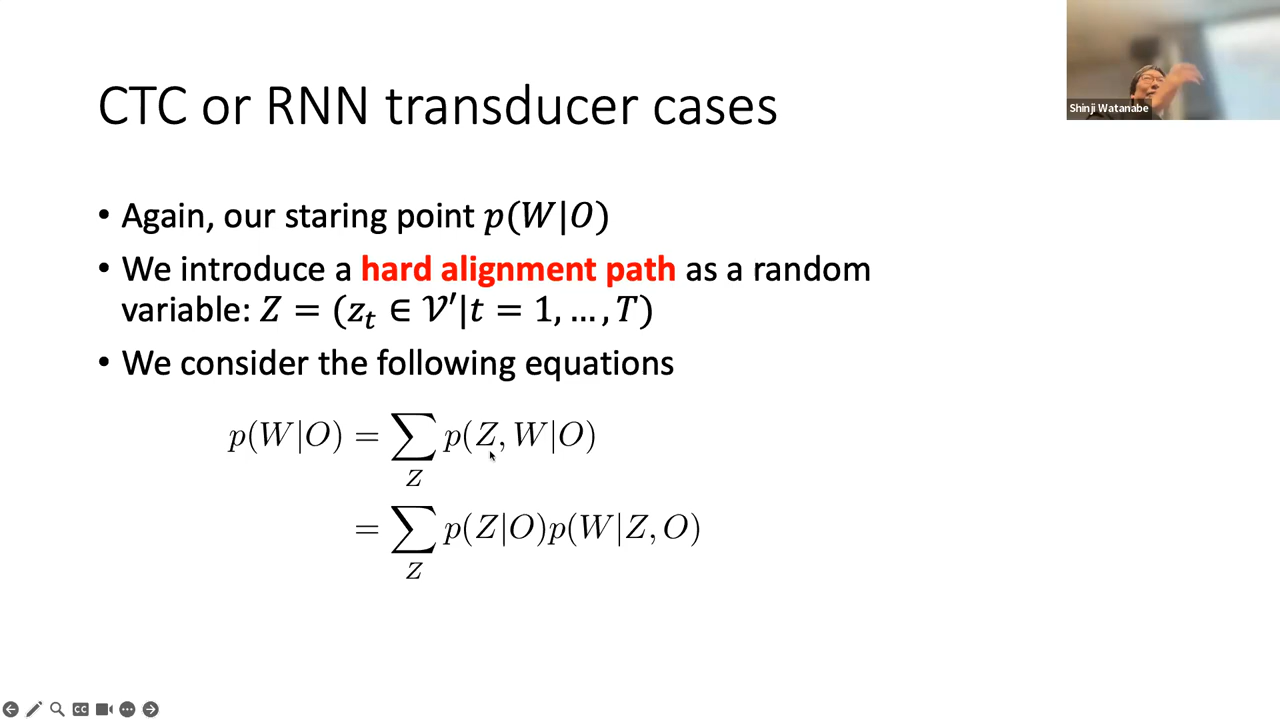 CTC or RNN transducer cases
Shinji Watanabe
• Again, our staring point p(W|O)
• We introduce a hard alignment path as a random
variable: Z = (z_t ∈ 𝒱′|t = 1, … , T)
• We consider the following equations
p(W|O) = ∑_Z p(Z, W|O)
= ∑_Z p(Z|O)p(W|Z, O)
CC